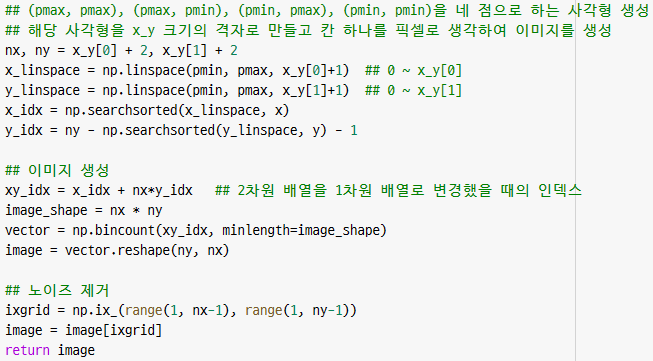 ## (pmax, pmax), (pmax, pmin), (pmin, pmax), (pmin, pmin)을 네 점으로 하는 사각형 생성
## 해당 사각형을 x_y 크기의 격자로 만들고 칸 하나를 픽셀로 생각하여 이미지를 생성
nx, ny = x_y[0] + 2, x_y[1] + 2
x_linspace = np.linspace(pmin, pmax, x_y[0]+1)  ## 0 ~ x_y[0]
y_linspace = np.linspace(pmin, pmax, x_y[1]+1)  ## 0 ~ x_y[1]
x_idx = np.searchsorted(x_linspace, x)
y_idx = ny - np.searchsorted(y_linspace, y) - 1
## 이미지 생성
xy_idx = x_idx + nx*y_idx   ## 2차원 배열을 1차원 배열로 변경했을 때의 인덱스
image_shape = nx * ny
vector = np.bincount(xy_idx, minlength=image_shape)
image = vector.reshape(ny, nx)
## 노이즈 제거
ixgrid = np.ix_(range(1, nx-1), range(1, ny-1))
image = image[ixgrid]
return image